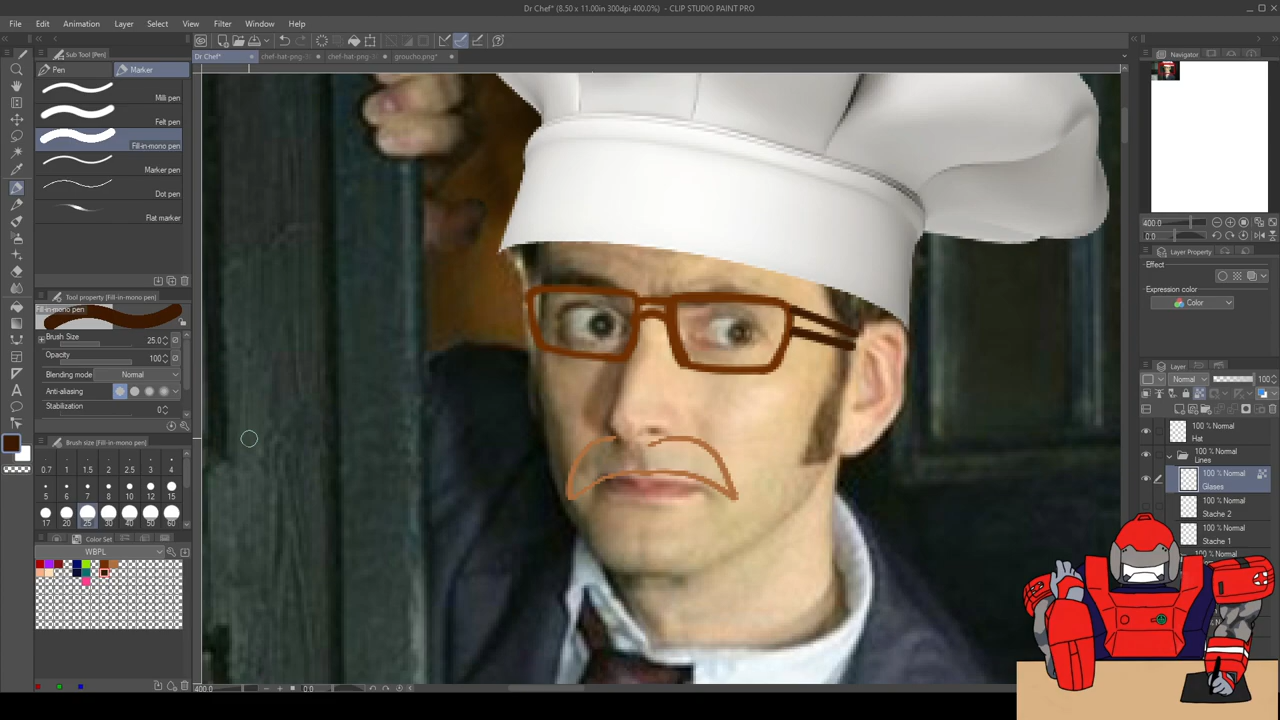 Dr Chef* (8.50 x 11.00in 300dpi 400.0%) - CLIP STUDIO PAINT PRO
File Edit Animation Layer Select View Filter Window Help
Sub Tool [Pen]
Pen Marker
Milli pen
Felt pen
Fill-in-mono pen
Marker pen
Dot pen
Flat marker
Tool property [Fill-in-mono pen]
Fill-in-mono pen
Brush Size 25.0
Opacity 100
Blending mode Normal
Anti-aliasing
Stabilization 0
Brush size [Fill-in-mono pen]
0.7 1 1.5 2 2.5 3 4
5 6 7 8 10 12 15
17 20 25 30 40 50 60
Color Set
WBPL
Dr Chef* chef-hat-png- chef-hat-png- groucho.png*
400.0 0.0
Navigator
400.0
0.0
Layer Property
Effect
Expression color
Color
Layer
Normal 100
100 % Normal
Hat
100 % Normal
Lines
100 % Normal
Glases
100 % Normal
Stache 2
100 % Normal
Stache 1
100 % Normal